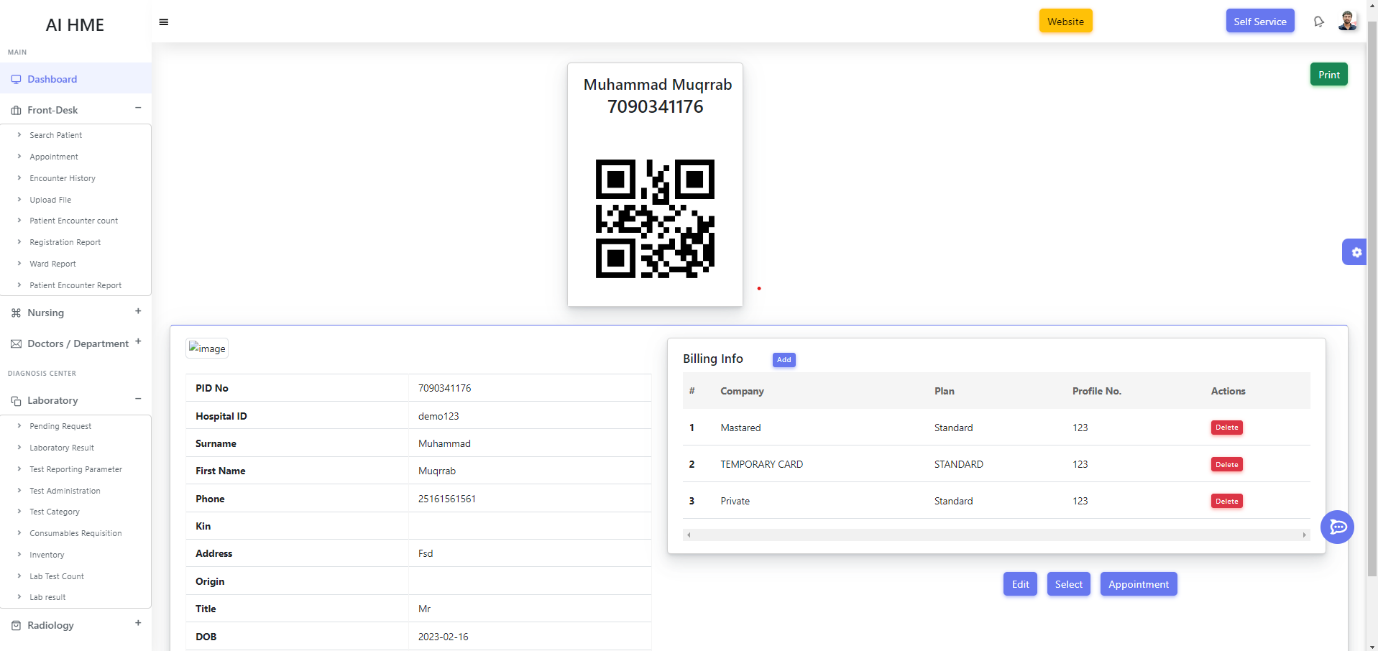 AI HME
Website
Self Service
MAIN
Dashboard
Front-Desk
Search Patient
Appointment
Encounter History
Upload File
Patient Encounter count
Registration Report
Ward Report
Patient Encounter Report
Nursing
Doctors / Department
DIAGNOSIS CENTER
Laboratory
Pending Request
Laboratory Result
Test Reporting Parameter
Test Administration
Test Category
Consumables Requisition
Inventory
Lab Test Count
Lab result
Radiology
Print
Muhammad Muqrrab
7090341176
image
PID No 7090341176
Hospital ID demo123
Surname Muhammad
First Name Muqrrab
Phone 25161561561
Kin
Address Fsd
Origin
Title Mr
DOB 2023-02-16
Billing Info Add
# Company Plan Profile No. Actions
1 Mastared Standard 123 Delete
2 TEMPORARY CARD STANDARD 123 Delete
3 Private Standard 123 Delete
Edit Select Appointment